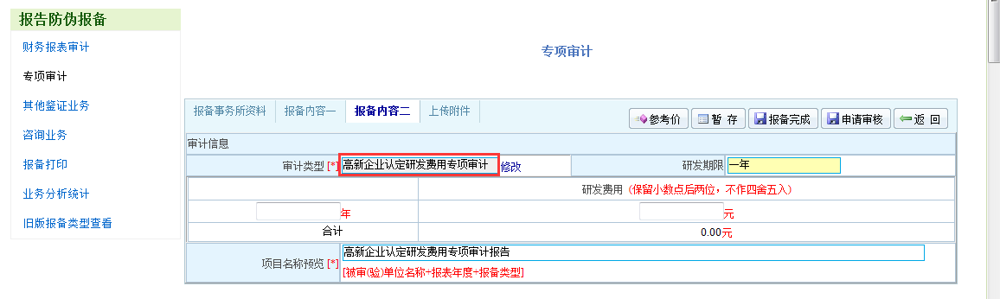 报告防伪报备
财务报表审计
专项审计
其他鉴证业务
咨询业务
报备打印
业务分析统计
旧版报备类型查看
专项审计
报备事务所资料 报备内容一 报备内容二 上传附件
参考价 暂 存 报备完成 申请审核 返 回
审计信息
审计类型 [*] 高新企业认定研发费用专项审计 修改 研发期限 一年
研发费用（保留小数点后两位，不作四舍五入）
年 元
合计 0.00元
项目名称预览 [*] 高新企业认定研发费用专项审计报告
[被审(验)单位名称+报表年度+报备类型]